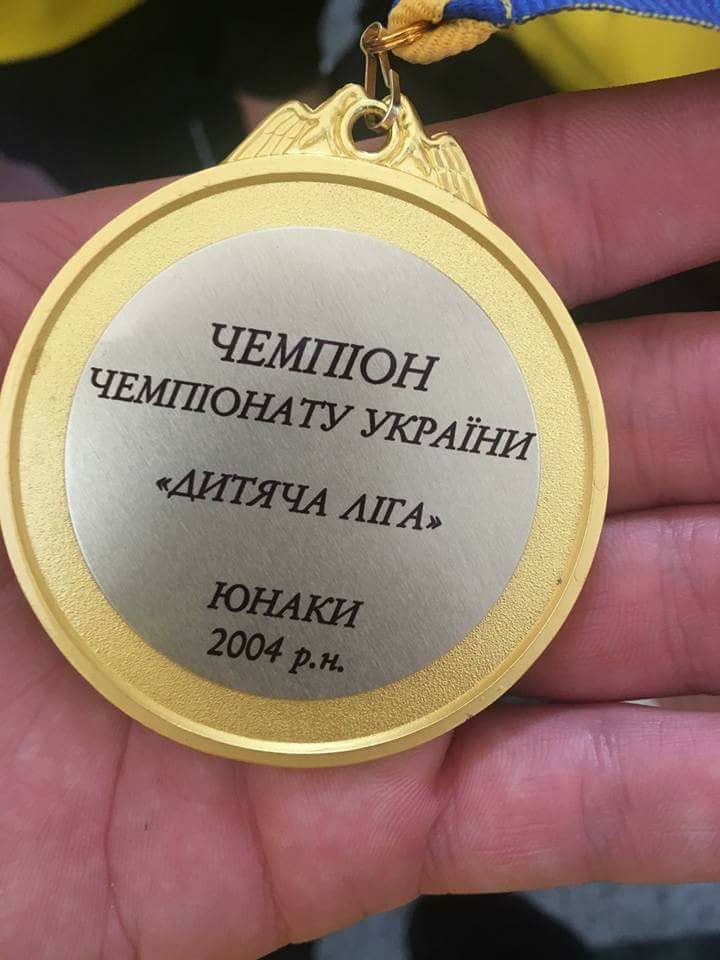 ЧЕМПІОН
ЧЕМПІОНАТУ УКРАЇНИ
«ДИТЯЧА ЛІГА»
ЮНАКИ
2004 р.н.